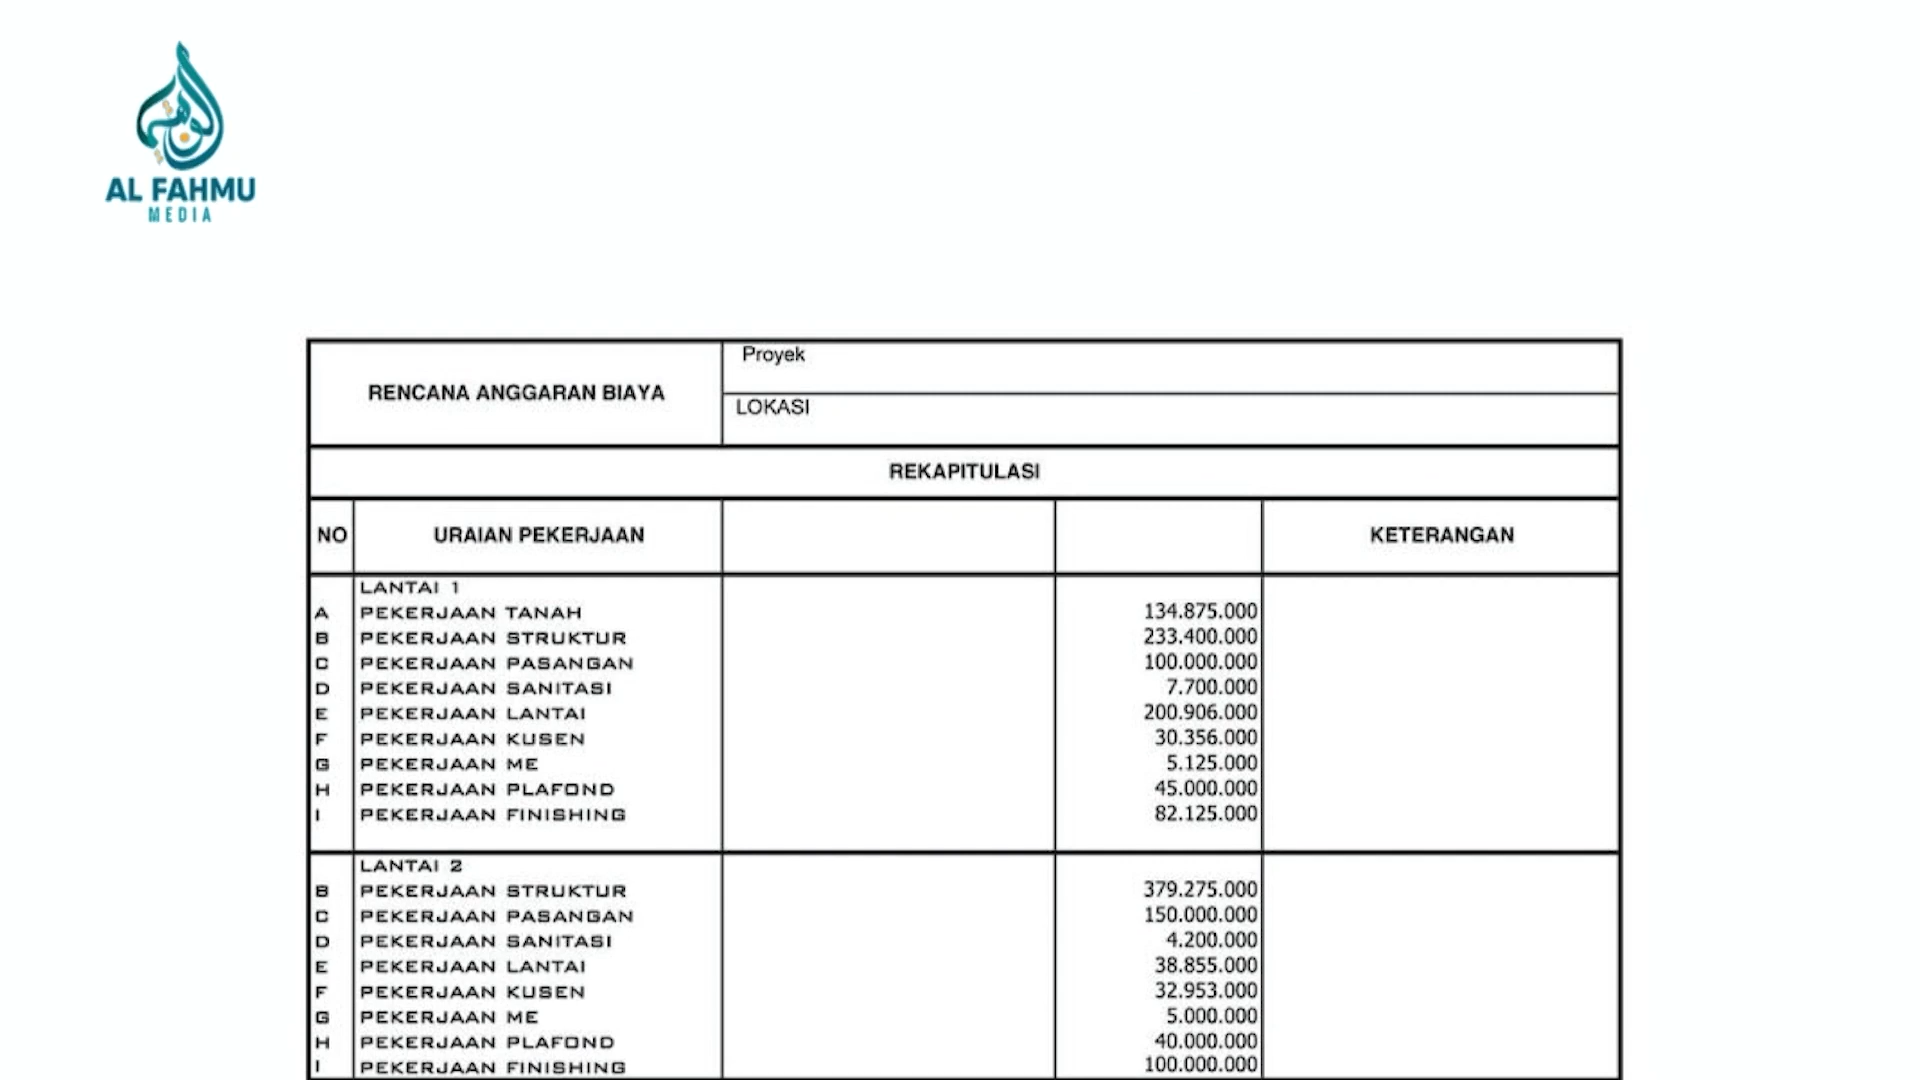 AL FAHMU
MEDIA
RENCANA ANGGARAN BIAYA
Proyek
LOKASI
REKAPITULASI
NO URAIAN PEKERJAAN KETERANGAN
LANTAI 1
A PEKERJAAN TANAH 134.875.000
B PEKERJAAN STRUKTUR 233.400.000
C PEKERJAAN PASANGAN 100.000.000
D PEKERJAAN SANITASI 7.700.000
E PEKERJAAN LANTAI 200.906.000
F PEKERJAAN KUSEN 30.356.000
G PEKERJAAN ME 5.125.000
H PEKERJAAN PLAFOND 45.000.000
I PEKERJAAN FINISHING 82.125.000
LANTAI 2
B PEKERJAAN STRUKTUR 379.275.000
C PEKERJAAN PASANGAN 150.000.000
D PEKERJAAN SANITASI 4.200.000
E PEKERJAAN LANTAI 38.855.000
F PEKERJAAN KUSEN 32.953.000
G PEKERJAAN ME 5.000.000
H PEKERJAAN PLAFOND 40.000.000
I PEKERJAAN FINISHING 100.000.000